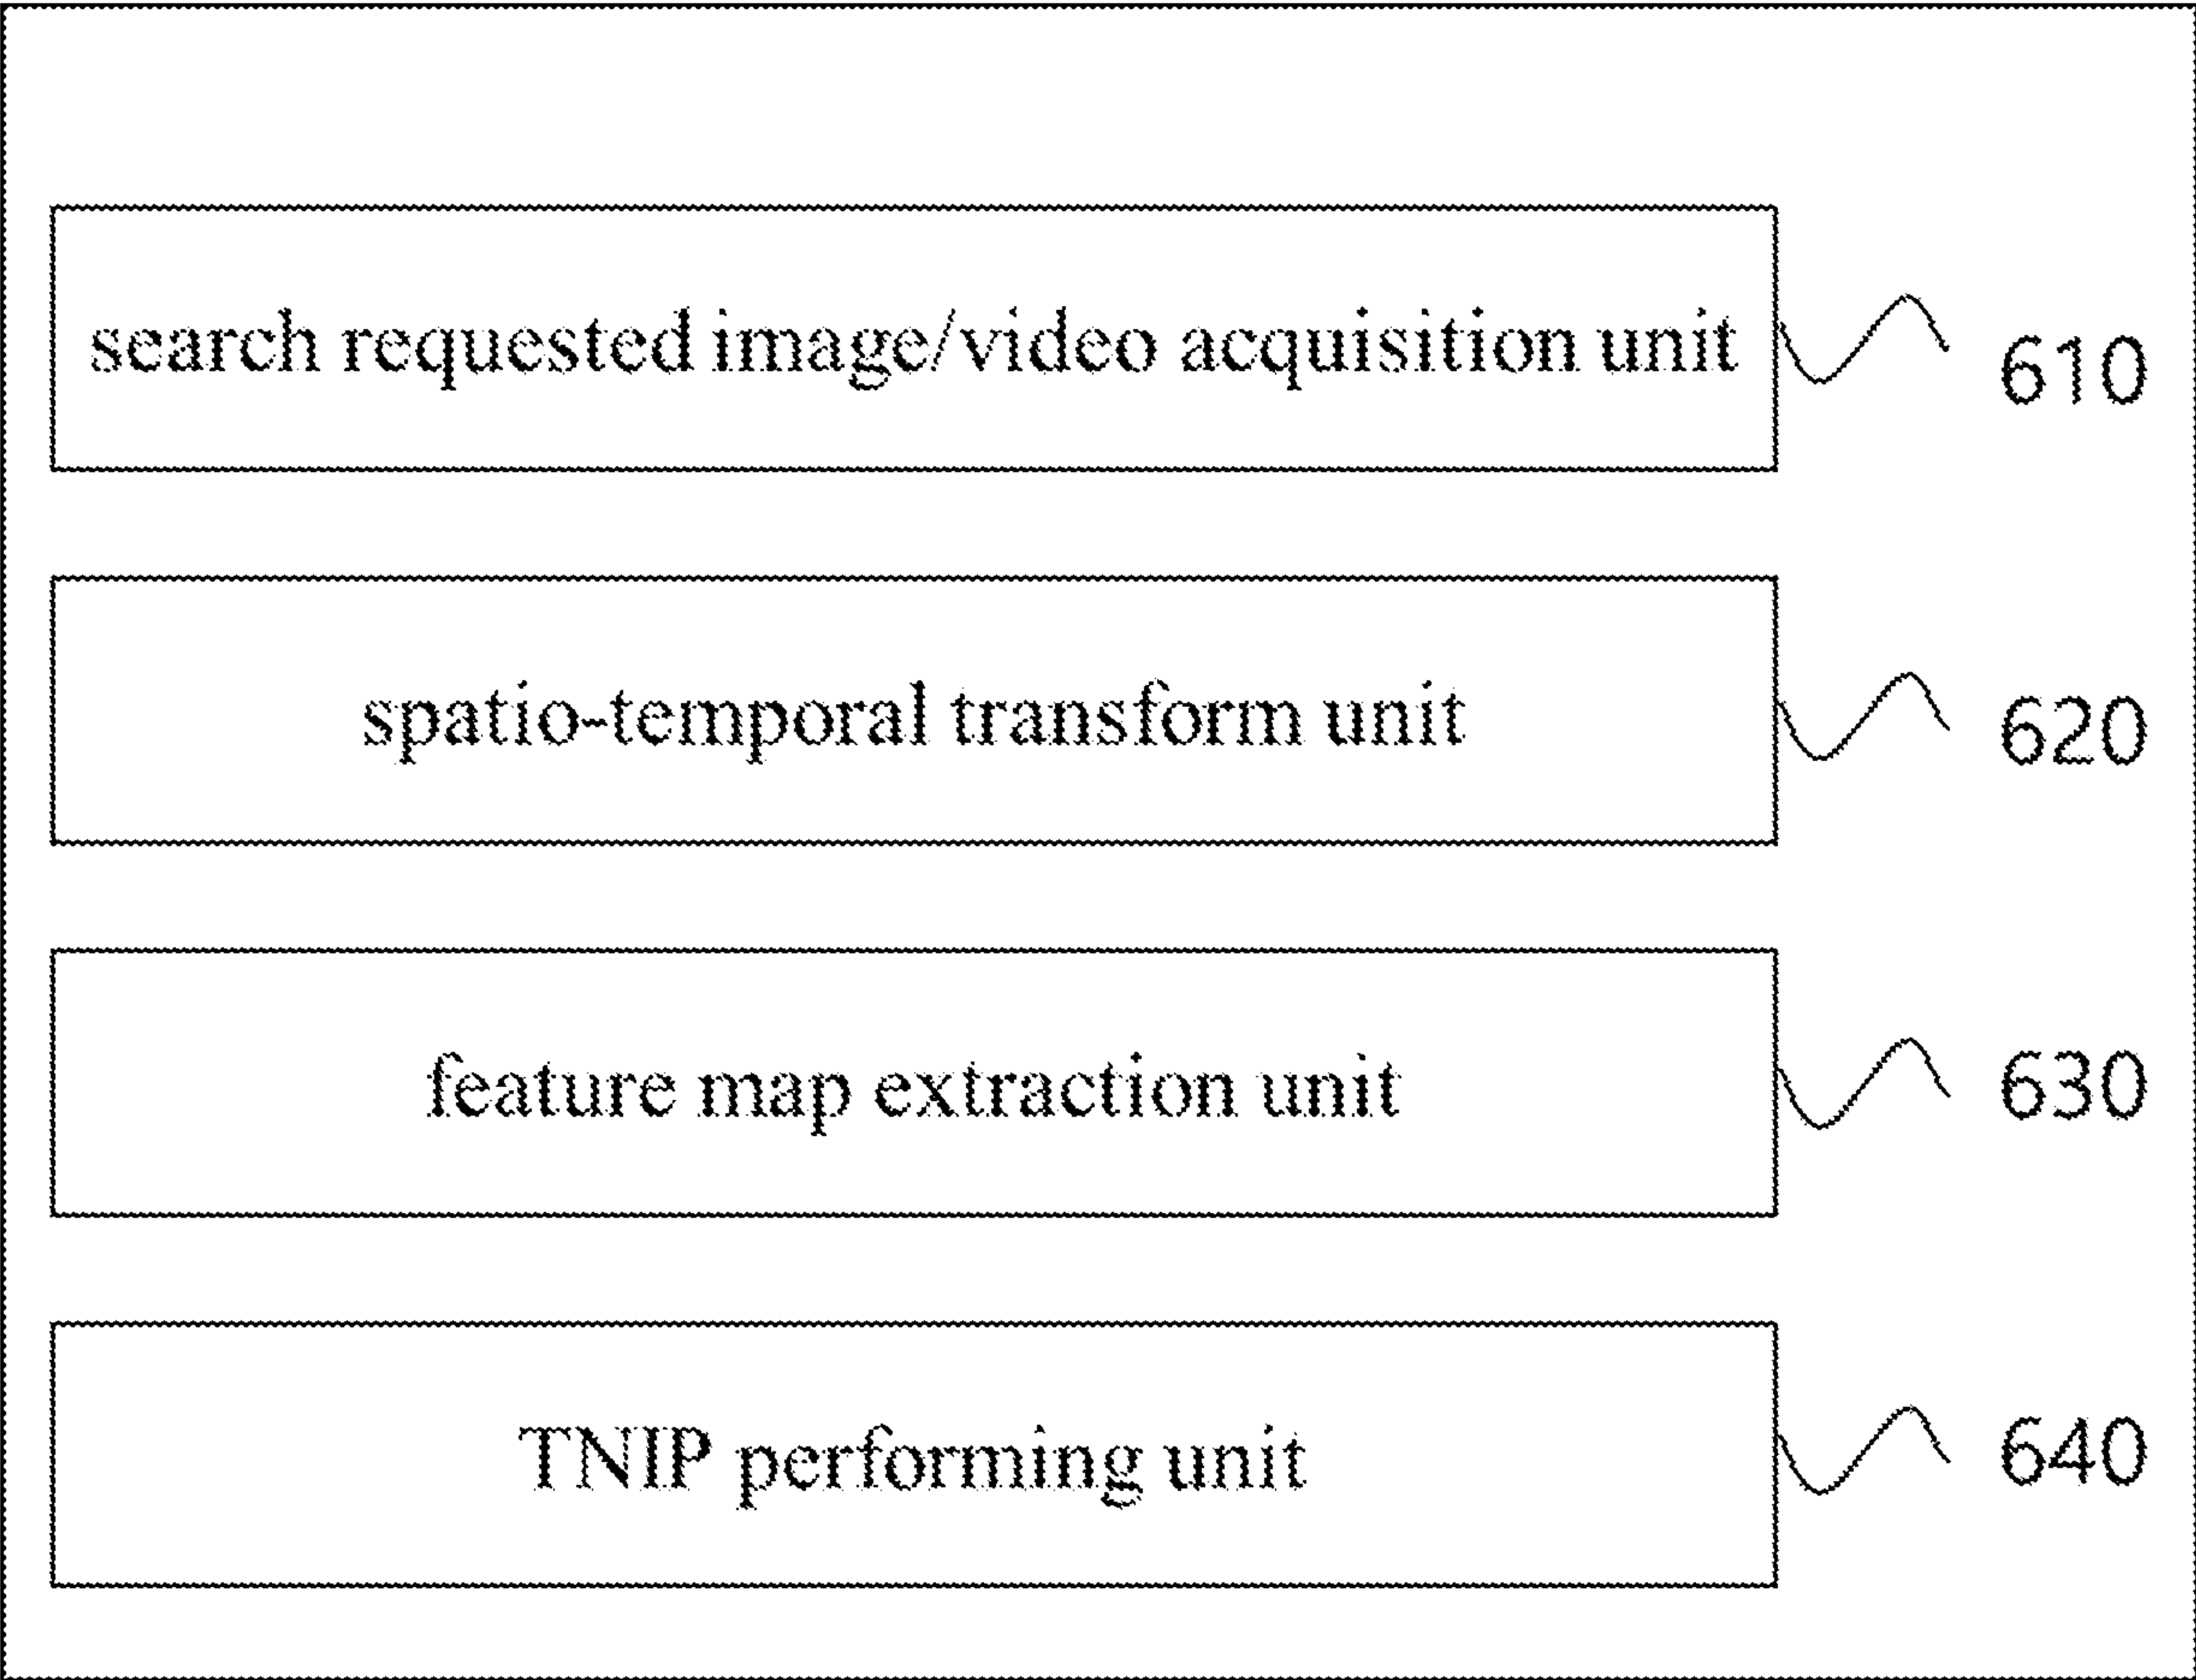 search requested image/video acquisition unit 610
spatio-temporal transform unit 620
feature map extraction unit 630
TNIP performing unit 640